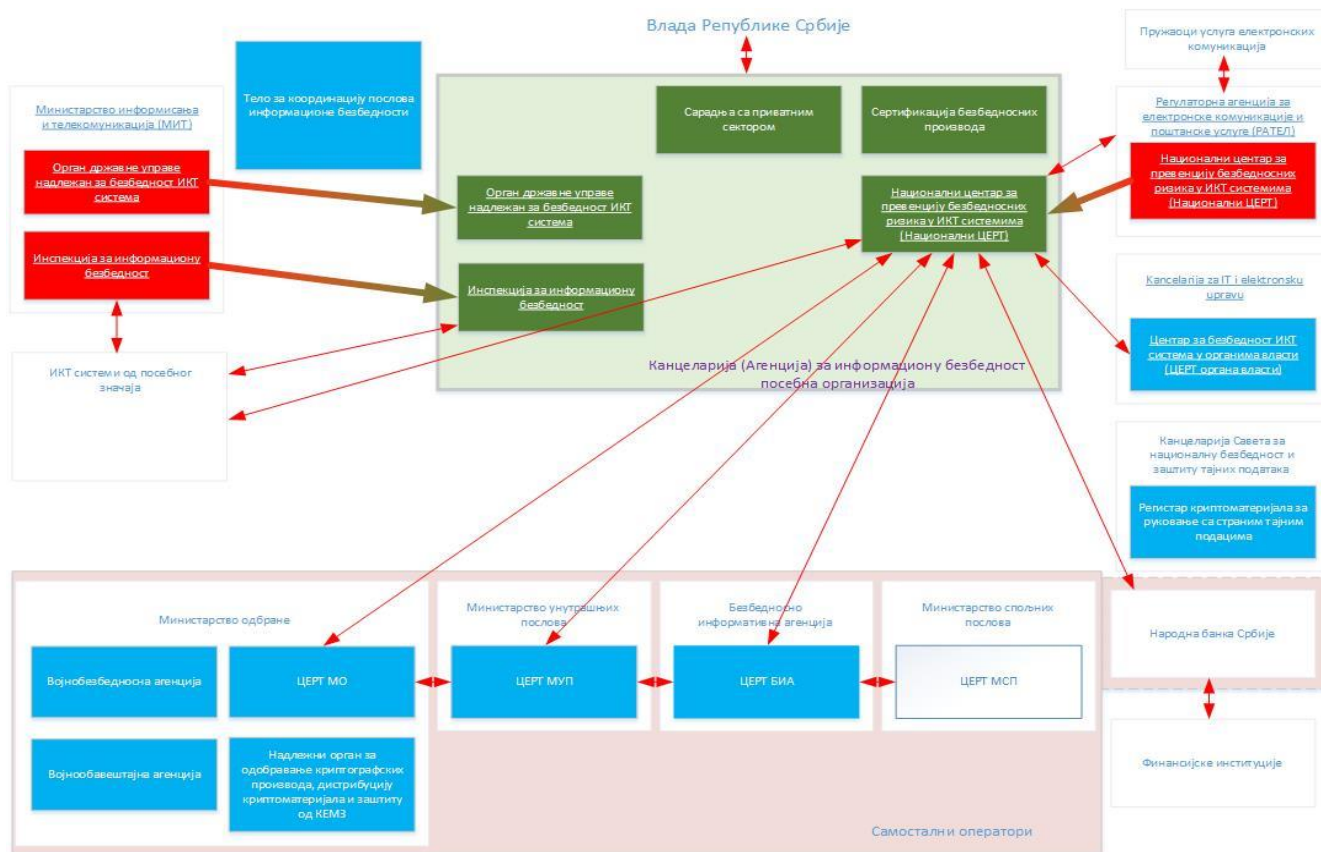 Влада Републике Србије
Пружаоци услуга електронских
комуникација
Тело за координацију послова
информационе безбедности
Министарство информисања
и телекомуникација (МИТ)
Орган државне управе
надлежан за безбедност ИКТ
система
Инспекција за информациону
безбедност
ИКТ системи од посебног
значаја
Сарадња са приватним
сектором
Сертификација безбедносних
производа
Орган државне управе
надлежан за безбедност ИКТ
система
Национални центар за
превенцију безбедносних
ризика у ИКТ системима
(Национални ЦЕРТ)
Инспекција за информациону
безбедност
Канцеларија (Агенција) за информациону безбедност
посебна организација
Регулаторна агенција за
електронске комуникације и
поштанске услуге (РАТЕЛ)
Национални центар за
превенцију безбедносних
ризика у ИКТ системима
(Национални ЦЕРТ)
Kancelarija za IT i elektronsku
upravu
Центар за безбедност ИКТ
система у органима власти
(ЦЕРТ органа власти)
Канцеларија Савета за
националну безбедност и
заштиту тајних података
Регистар криптоматеријала за
руковање са страним тајним
подацима
Министарство одбране
Војнобезбедносна агенција
ЦЕРТ МО
Војнообавештајна агенција
Надлежни орган за
одобравање криптографских
производа, дистрибуцију
криптоматеријала и заштиту
од КЕМЗ
Министарство унутрашњих
послова
ЦЕРТ МУП
Безбедносно
информативна агенција
ЦЕРТ БИА
Министарство спољних
послова
ЦЕРТ МСП
Народна банка Србије
Финансијске институције
Самостални оператори